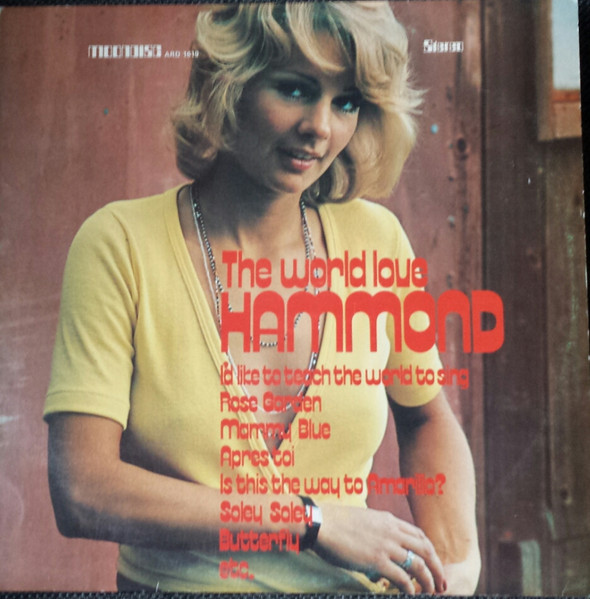 ARD 1818
Stereo
The world love
HAMMOND
I'd like to teach the world to sing
Rose Garden
Mammy Blue
Apres toi
Is this the way to Amarillo?
Soley Soley
Butterfly
etc.